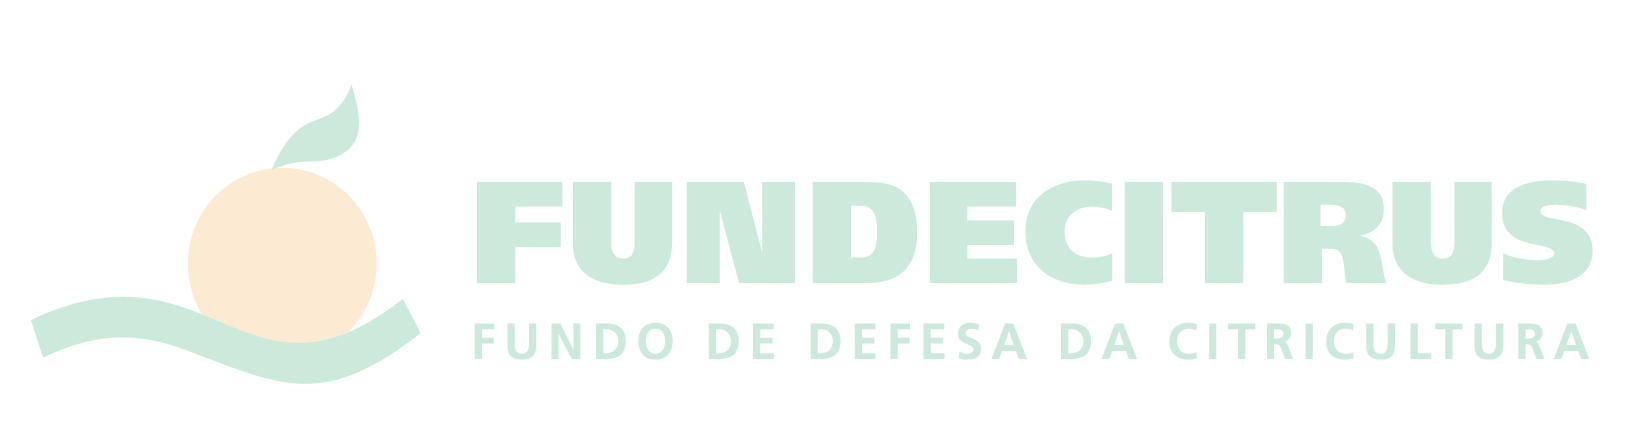 FUNDECITRUS
FUNDO DE DEFESA DA CITRICULTURA